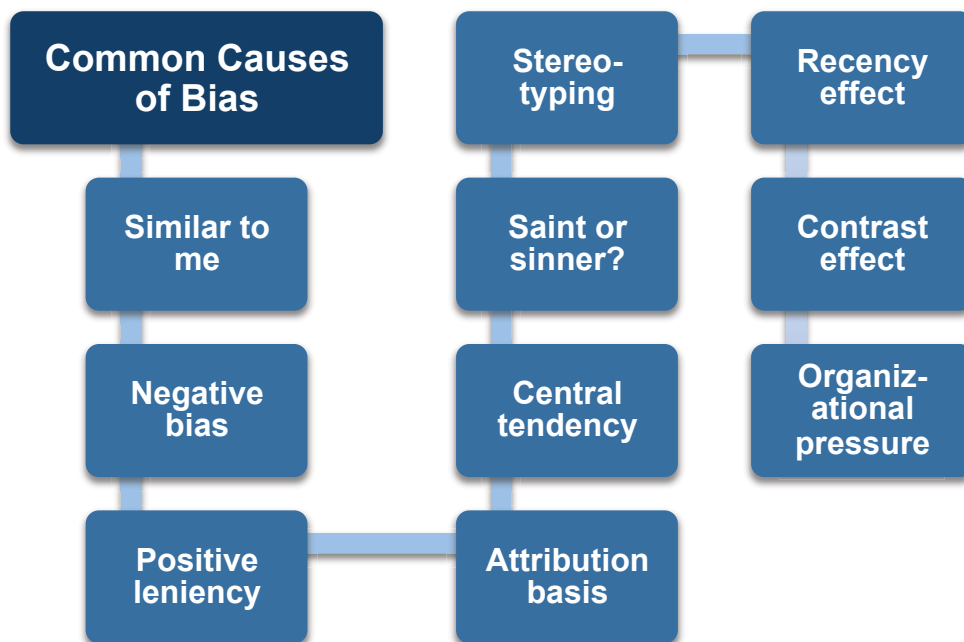 Common Causes
of Bias
Similar to
me
Negative
bias
Positive
leniency
Attribution
basis
Central
tendency
Saint or
sinner?
Stereo-
typing
Recency
effect
Contrast
effect
Organiz-
ational
pressure